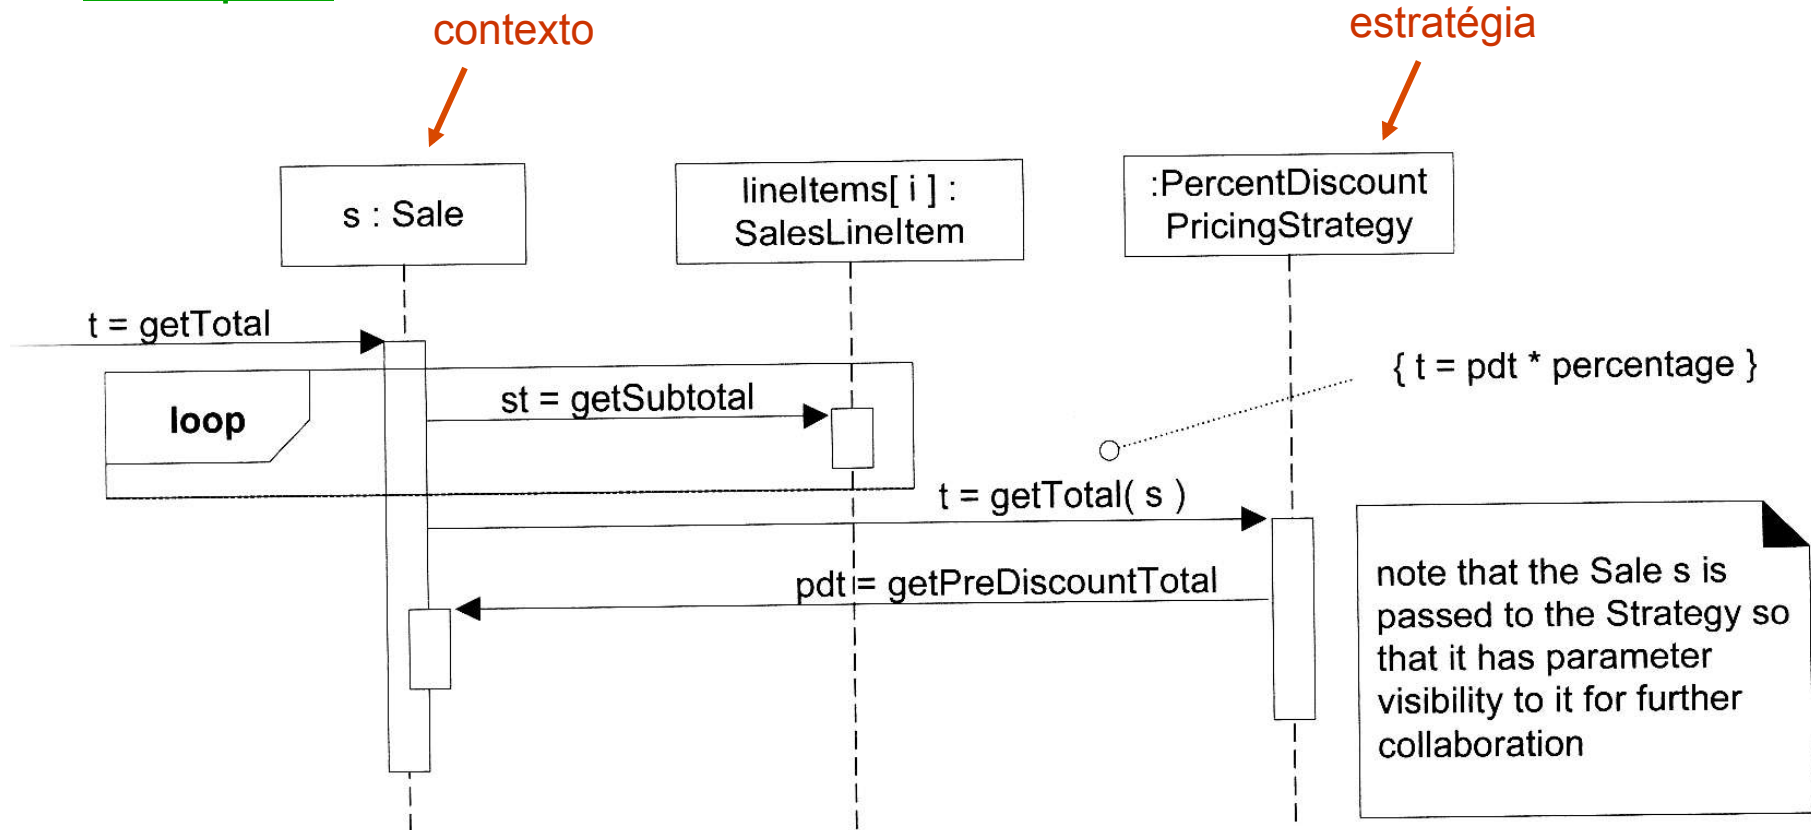 contexto
estratégia
s : Sale
lineItems[ i ] :
SalesLineItem
:PercentDiscount
PricingStrategy
t = getTotal
loop
st = getSubtotal
{ t = pdt * percentage }
t = getTotal( s )
pdt = getPreDiscountTotal
note that the Sale s is
passed to the Strategy so
that it has parameter
visibility to it for further
collaboration